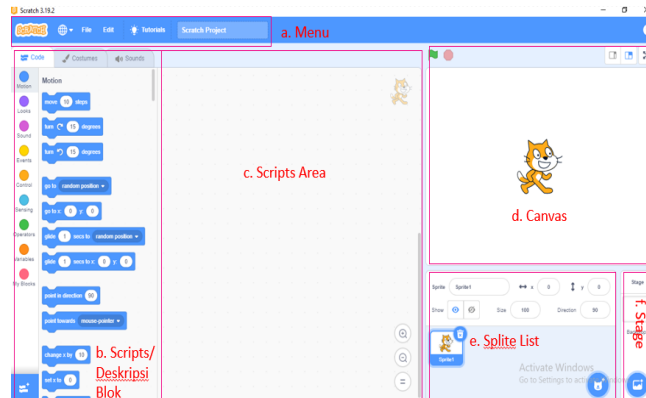 Scratch 3.19.2
SCRATCH File Edit Tutorials Scratch Project
a. Menu
Code Costumes Sounds
Motion
Looks
Sound
Events
Control
Sensing
Operators
Variables
My Blocks
Motion
move 10 steps
turn 15 degrees
turn 15 degrees
go to random position
go to x: 0 y: 0
glide 1 secs to random position
glide 1 secs to x: 0 y: 0
point in direction 90
point towards mouse-pointer
change x by 10
set x to 0
b. Scripts/
Deskripsi
Blok
c. Scripts Area
d. Canvas
Sprite Sprite1 x 0 y 0
Show Size 100 Direction 90
Sprite1
e. Splite List
Stage
f. Stage
Activate Windows
Go to Settings to